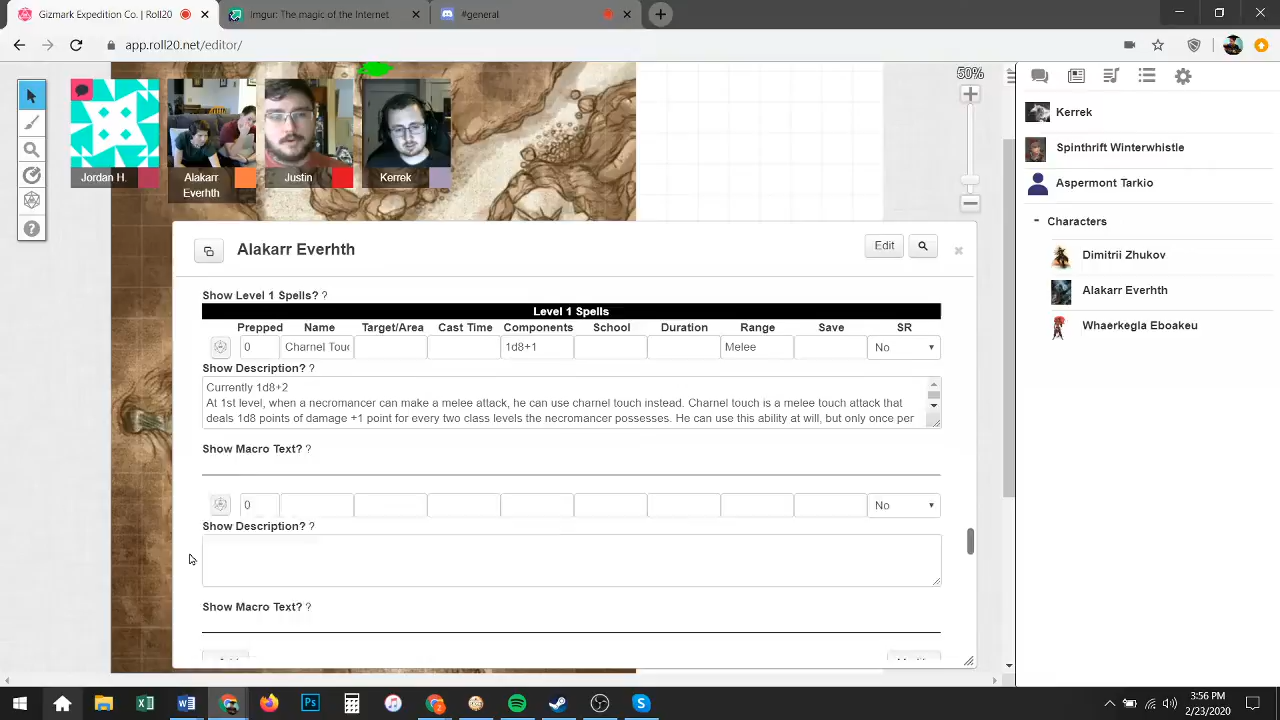 Gizmark Expedition Co. | Roll20
Import of The Kernet
#general
app.roll20.net/editor/
50%
Jordan H.
Alakarr
Everhth
Justin
Kerrek
Alakarr Everhth
Edit
Show Level 1 Spells? ?
Level 1 Spells
Prepped Name Target/Area Cast Time Components School Duration Range Save SR
0 Charnel Touc 1d8+1 Melee No
Show Description? ?
Currently 1d8+2
At 1st level, when a necromancer can make a melee attack, he can use charnel touch instead. Charnel touch is a melee touch attack that
deals 1d8 points of damage +1 point for every two class levels the necromancer possesses. He can use this ability at will, but only once per
Show Macro Text? ?
0 No
Show Description? ?
Show Macro Text? ?
Kerrek
Spinthrift Winterwhistle
Aspermont Tarkio
Characters
Dimitrii Zhukov
Alakarr Everhth
Whaerkegla Eboakeu
3:56 PM
2/23/2020